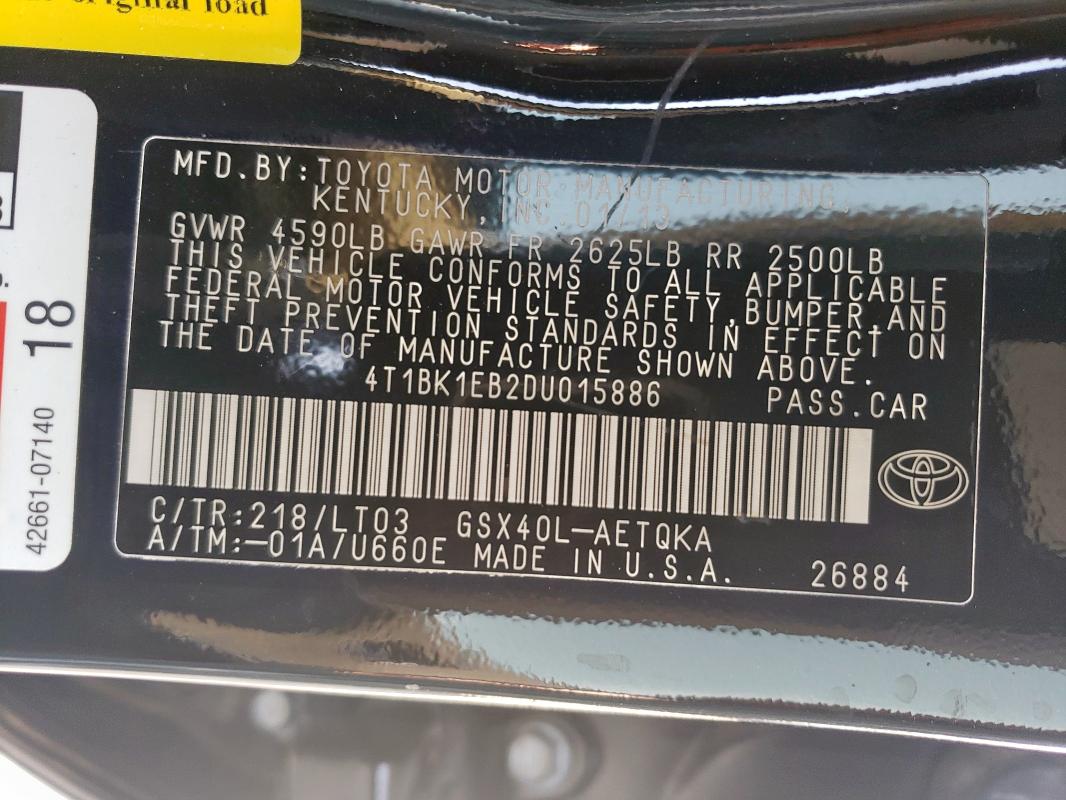 original load
18
42661-07140
MFD.BY:TOYOTA MOTOR MANUFACTURING,
KENTUCKY,INC.01/13
GVWR 4590LB GAWR FR 2625LB RR 2500LB
THIS VEHICLE CONFORMS TO ALL APPLICABLE
FEDERAL MOTOR VEHICLE SAFETY,BUMPER,AND
THEFT PREVENTION STANDARDS IN EFFECT ON
THE DATE OF MANUFACTURE SHOWN ABOVE.
4T1BK1EB2DU015886 PASS.CAR
C/TR:218/LT03 GSX40L-AETQKA
A/TM:-01A/U660E MADE IN U.S.A. 26884